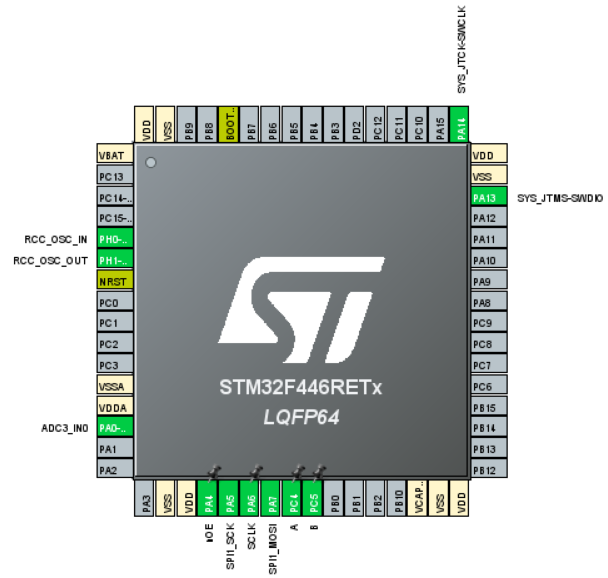 SYS_JTCK-SWCLK
VDD
VSS
PB9
PB8
BOOT..
PB7
PB6
PB5
PB4
PB3
PD2
PC12
PC11
PC10
PA15
PA14
VBAT
PC13
PC14-..
PC15-..
RCC_OSC_IN PH0-..
RCC_OSC_OUT PH1-..
NRST
PC0
PC1
PC2
PC3
VSSA
VDDA
ADC3_IN0 PA0-..
PA1
PA2
STM32F446RETx
LQFP64
VDD
VSS
PA13 SYS_JTMS-SWDIO
PA12
PA11
PA10
PA9
PA8
PC9
PC8
PC7
PC6
PB15
PB14
PB13
PB12
PA3
VSS
VDD
PA4
PA5
PA6
PA7
PC4
PC5
PB0
PB1
PB2
PB10
VCAP..
VSS
VDD
SPI1_SCK
SCLK
SPI1_MOSI
A
B